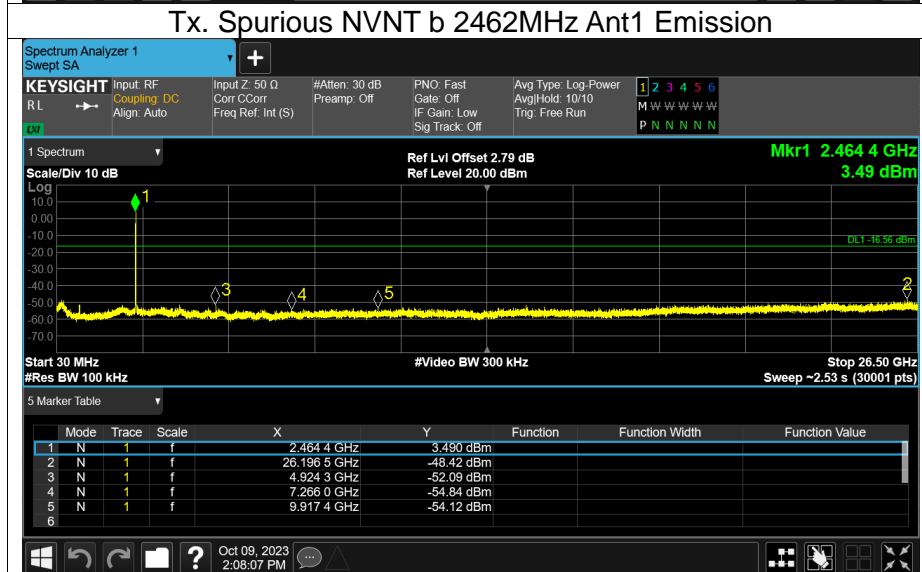 Tx. Spurious NVNT b 2462MHz Ant1 Emission
Spectrum Analyzer 1
Swept SA
+
KEYSIGHT Input: RF Input Z: 50 Ω #Atten: 30 dB PNO: Fast Avg Type: Log-Power 1 2 3 4 5 6
RL Coupling: DC Corr CCorr Preamp: Off Gate: Off Avg|Hold: 10/10 M W W W W W
Align: Auto Freq Ref: Int (S) IF Gain: Low Trig: Free Run
LXI Sig Track: Off P N N N N N
1 Spectrum Ref Lvl Offset 2.79 dB Mkr1 2.464 4 GHz
Scale/Div 10 dB Ref Level 20.00 dBm 3.49 dBm
Log
10.0 1
0.00
-10.0 DL1 -16.56 dBm
-20.0
-30.0
-40.0 3 4 5 2
-50.0
-60.0
-70.0
Start 30 MHz #Video BW 300 kHz Stop 26.50 GHz
#Res BW 100 kHz Sweep ~2.53 s (30001 pts)
5 Marker Table
Mode Trace Scale X Y Function Function Width Function Value
1 N 1 f 2.464 4 GHz 3.490 dBm
2 N 1 f 26.196 5 GHz -48.42 dBm
3 N 1 f 4.924 3 GHz -52.09 dBm
4 N 1 f 7.266 0 GHz -54.84 dBm
5 N 1 f 9.917 4 GHz -54.12 dBm
6
? Oct 09, 2023
2:08:07 PM